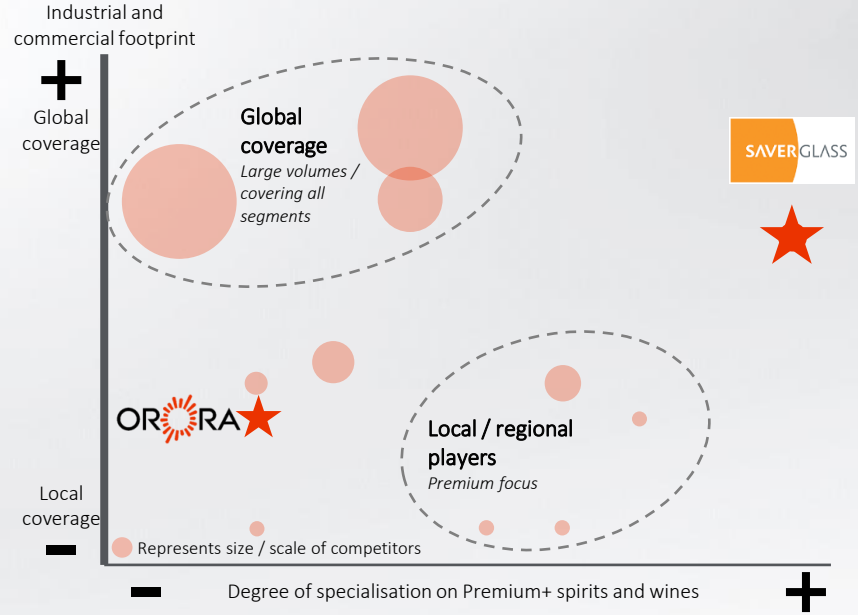 Industrial and
commercial footprint
+
Global
coverage
Global
coverage
Large volumes /
covering all
segments
SAVERGLASS
ORORA
Local / regional
players
Premium focus
Local
coverage
Represents size / scale of competitors
Degree of specialisation on Premium+ spirits and wines
+